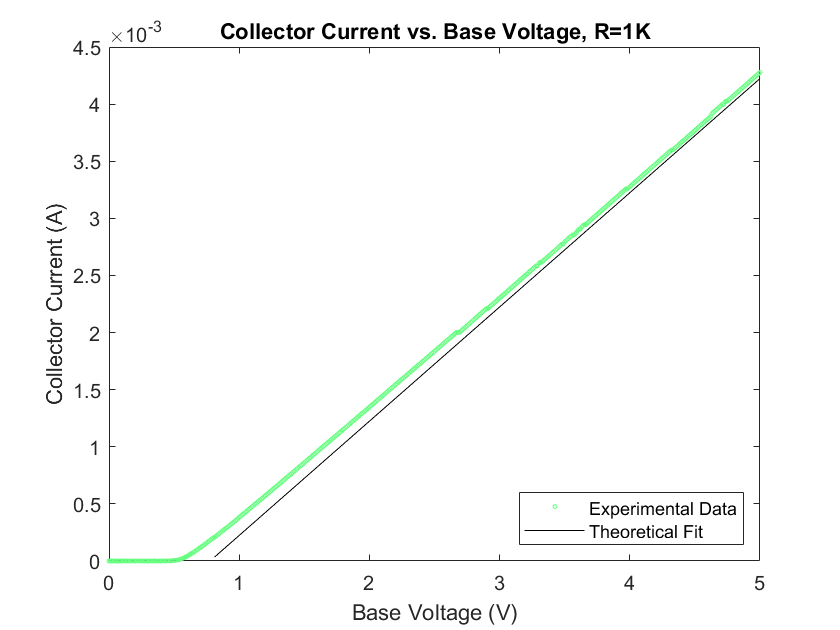 Collector Current vs. Base Voltage, R=1K
×10⁻³
4.5
4
3.5
3
2.5
2
1.5
1
0.5
0
Collector Current (A)
0 1 2 3 4 5
Base Voltage (V)
Experimental Data
Theoretical Fit